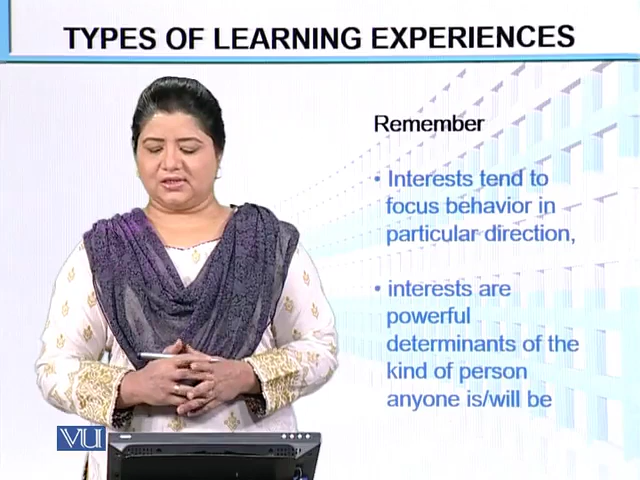 TYPES OF LEARNING EXPERIENCES
Remember
• Interests tend to
focus behavior in
particular direction,
• interests are
powerful
determinants of the
kind of person
anyone is/will be
VU